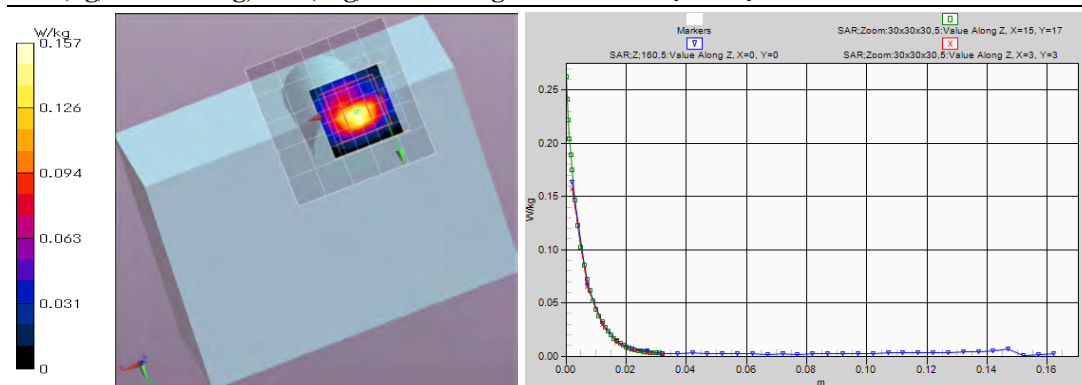 W/kg
0.157
0.126
0.094
0.063
0.031
0
Markers
SAR;Zoom:30x30x30,5:Value Along Z, X=15, Y=17
SAR;Z;160,5:Value Along Z, X=0, Y=0
SAR;Zoom:30x30x30,5:Value Along Z, X=3, Y=3
0.25
0.20
0.15
0.10
0.05
0.00
W/kg
0.00 0.02 0.04 0.06 0.08 0.10 0.12 0.14 0.16
m